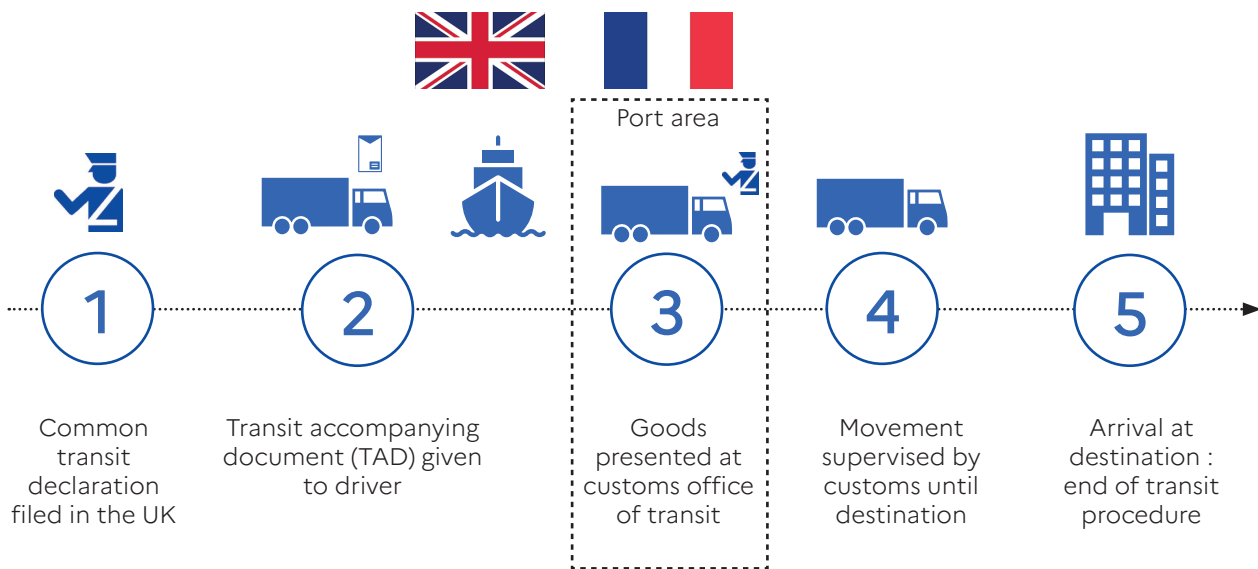 Port area
1
2
3
4
5
Common
transit
declaration
filed in the UK
Transit accompanying
document (TAD) given
to driver
Goods
presented at
customs office
of transit
Movement
supervised by
customs until
destination
Arrival at
destination :
end of transit
procedure